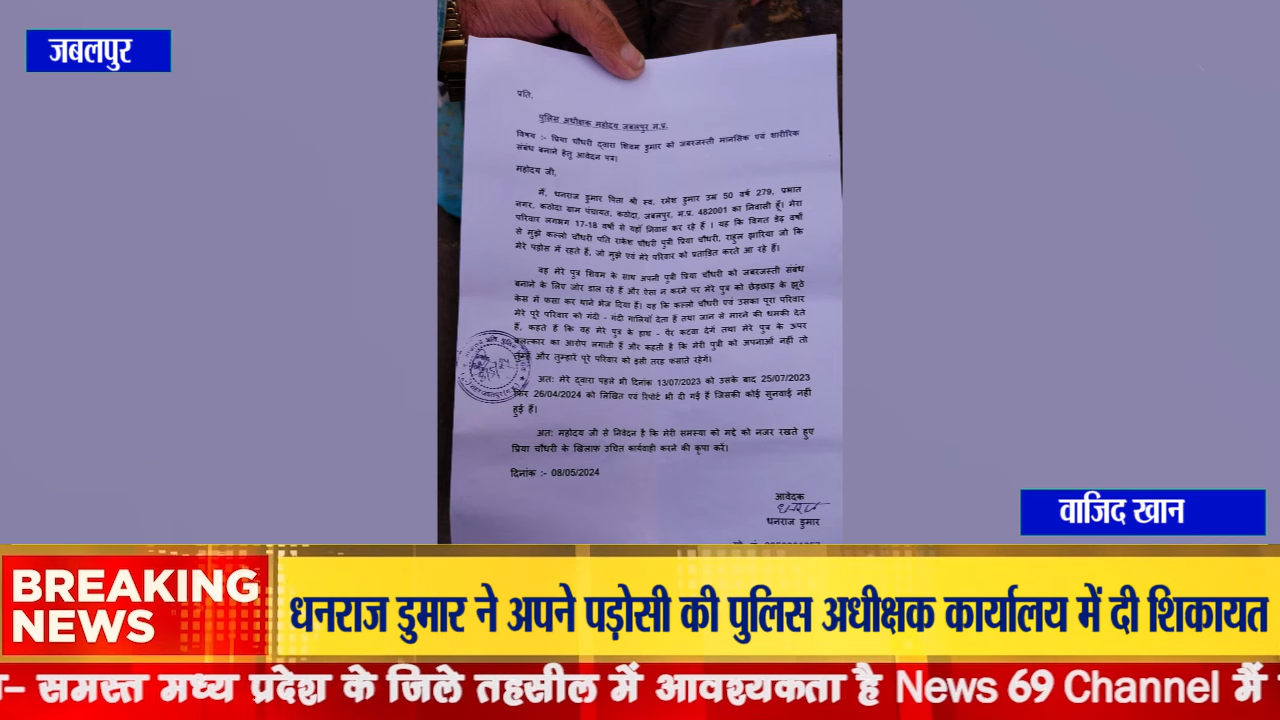 जबलपुर
प्रति,
पुलिस अधीक्षक महोदय जबलपुर म.प्र.
विषय :- प्रिया चौधरी द्वारा शिवम डुमार को जबरजस्ती मानसिक एवं शारीरिक
संबंध बनाने हेतु आवेदन पत्र।
महोदय जी,
मैं, धनराज डुमार पिता श्री स्व. रमेश डुमार उम्र 50 वर्ष 279, प्रभात
नगर, कठोदा ग्राम पंचायत, कठोदा, जबलपुर, म.प्र. 482001 का निवासी हूँ। मेरा
परिवार लगभग 17-18 वर्षो से यहाँ निवास कर रहे हैं । यह कि विगत डेढ़ वर्षो
से मुझे कल्लो चौधरी पति राकेश चौधरी पुत्री प्रिया चौधरी, राहुल झारिया जो कि
मेरे पड़ोस में रहते हैं, जो मुझे एवं मेरे परिवार को प्रताडित करते आ रहे हैं।
वह मेरे पुत्र शिवम के साथ अपनी पुत्री प्रिया चौधरी को जबरजस्ती संबंध
बनाने के लिए जोर डाल रहे हैं और ऐसा न करने पर मेरे पुत्र को छेड़छाड़ के झूठे
केस में फसा कर थाने भेज दिया हैं। यह कि कल्लो चौधरी एवं उसका पूरा परिवार
मेरे पूरे परिवार को गंदी - गंदी गालियाँ देता हैं तथा जान से मारने की धमकी देते
हैं, कहते हैं कि वह मेरे पुत्र के हाथ - पैर कटवा देगें तथा मेरे पुत्र के ऊपर
बलत्कार का आरोप लगाती हैं और कहती है कि मेरी पुत्री को अपनाओं नहीं तो
तुम्हें और तुम्हारें पूरे परिवार को इसी तरह फसाते रहेगें।
अत: मेरे द्वारा पहले भी दिनांक 13/07/2023 को उसके बाद 25/07/2023
फिर 26/04/2024 को लिखित एवं रिपोर्ट भी दी गई हैं जिसकी कोई सुनवाई नहीं
हुई हैं।
अत: महोदय जी से निवेदन है कि मेरी समस्या को मद्दे को नजर रखते हुए
प्रिया चौधरी के खिलाफ उचित कार्यवाही करने की कृपा करें।
दिनांक :- 08/05/2024
आवेदक
धनराज डुमार
वाजिद खान
BREAKING
NEWS
धनराज डुमार ने अपने पड़ोसी की पुलिस अधीक्षक कार्यालय में दी शिकायत
समस्त मध्य प्रदेश के जिले तहसील में आवश्यकता है News 69 Channel मैं